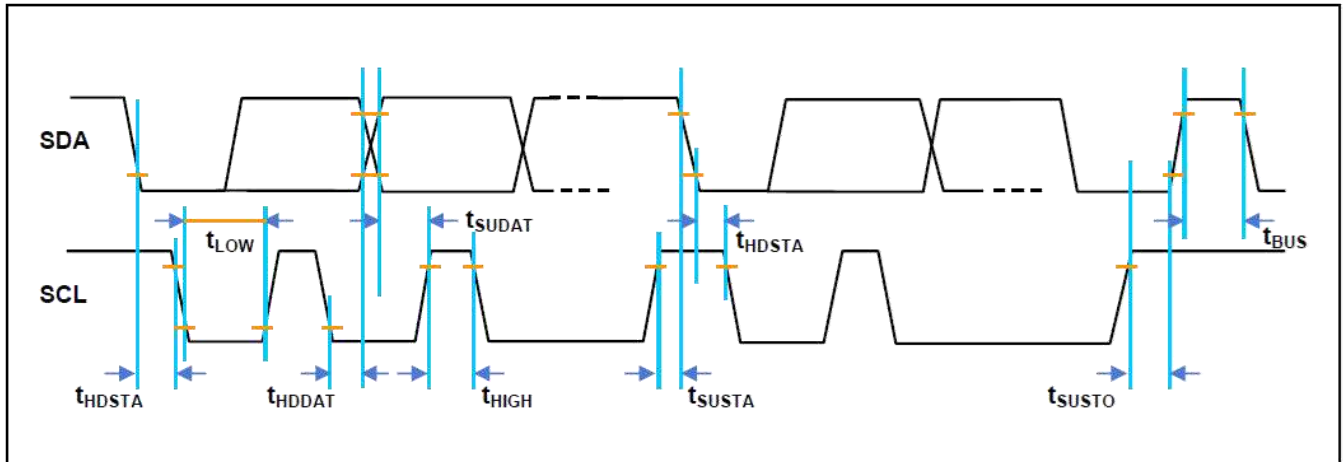 SDA
tSUDAT
tLOW
tHDSTA
tBUS
SCL
tHDSTA
tHDDAT
tHIGH
tSUSTA
tSUSTO